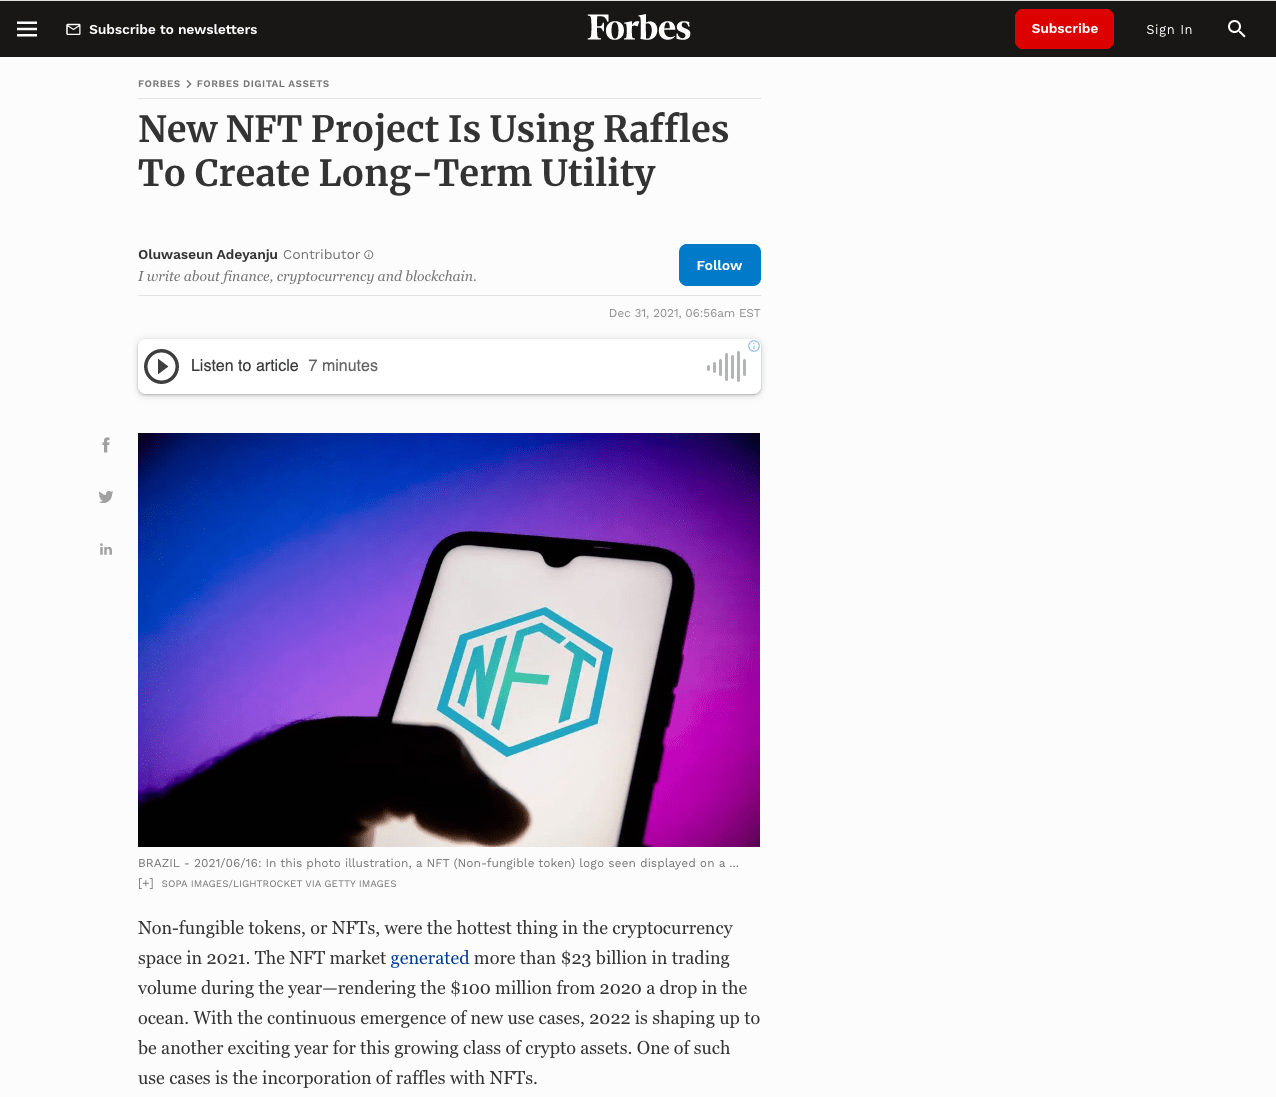 Subscribe to newsletters
Forbes
Subscribe
Sign In
FORBES > FORBES DIGITAL ASSETS
New NFT Project Is Using Raffles
To Create Long-Term Utility
Oluwaseun Adeyanju Contributor
I write about finance, cryptocurrency and blockchain.
Follow
Dec 31, 2021, 06:56am EST
Listen to article 7 minutes
NFT
BRAZIL - 2021/06/16: In this photo illustration, a NFT (Non-fungible token) logo seen displayed on a ...
[+] SOPA IMAGES/LIGHTROCKET VIA GETTY IMAGES
Non-fungible tokens, or NFTs, were the hottest thing in the cryptocurrency
space in 2021. The NFT market generated more than $23 billion in trading
volume during the year—rendering the $100 million from 2020 a drop in the
ocean. With the continuous emergence of new use cases, 2022 is shaping up to
be another exciting year for this growing class of crypto assets. One of such
use cases is the incorporation of raffles with NFTs.